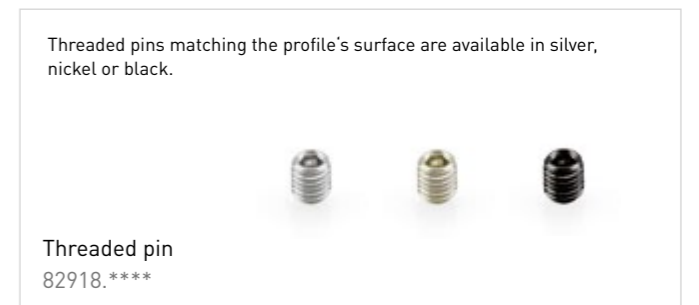 Threaded pins matching the profile's surface are available in silver,
nickel or black.
Threaded pin
82918.****